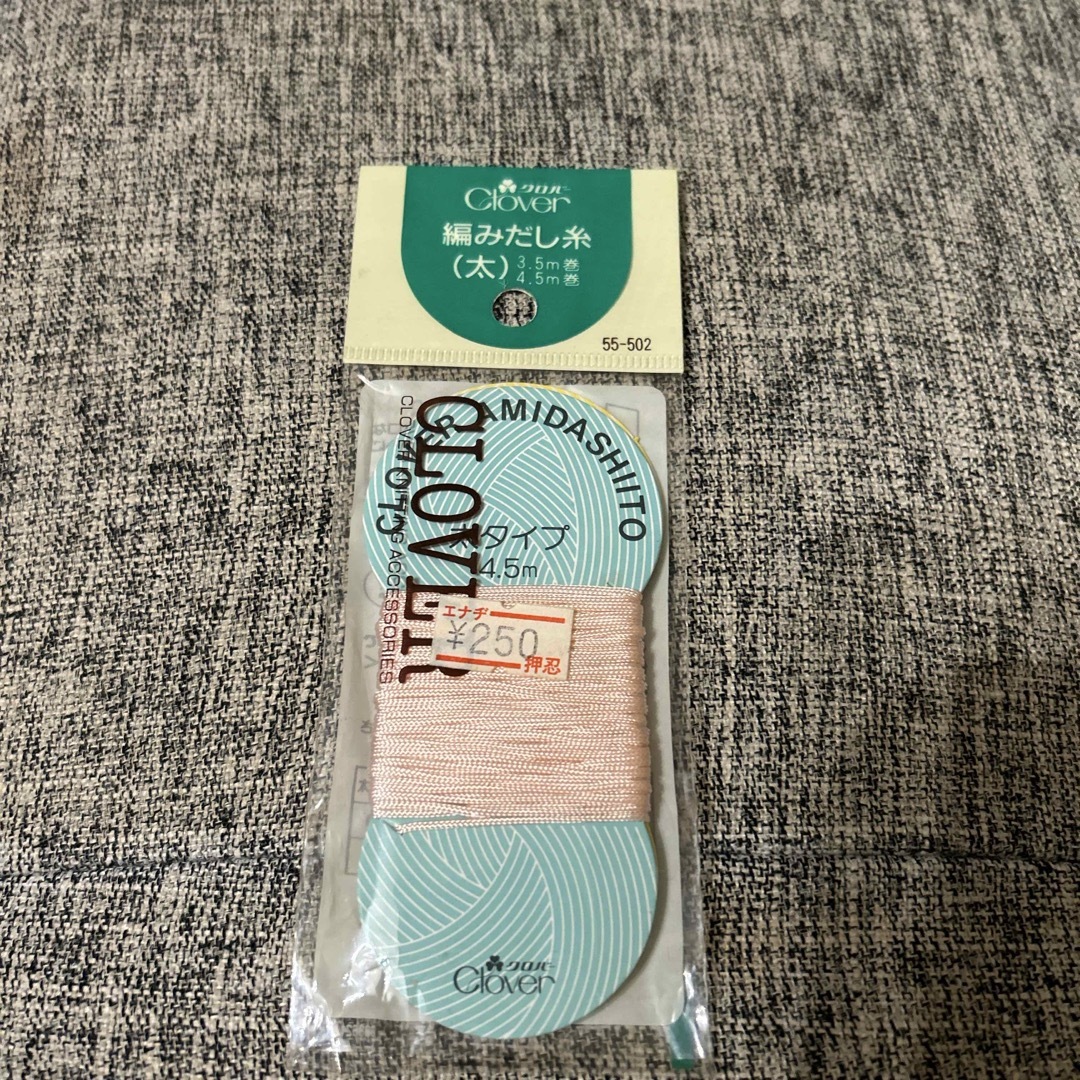 クロバー
Clover
編みだし糸
(太) 3.5m巻
4.5m巻
55-502
AMIDASHIITO
CLOVER
ACCESSORIES
タイプ
4.5m
エナヂ
¥250
押忍
クロバー
Clover